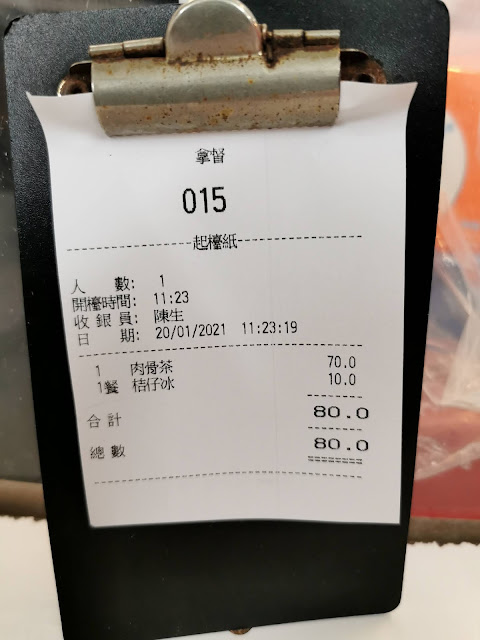 拿督
015
起檯紙
人 數: 1
開檯時間: 11:23
收銀員: 陳生
日 期: 20/01/2021 11:23:19
1 肉骨茶 70.0
1餐 桔仔冰 10.0
合計 80.0
總數 80.0